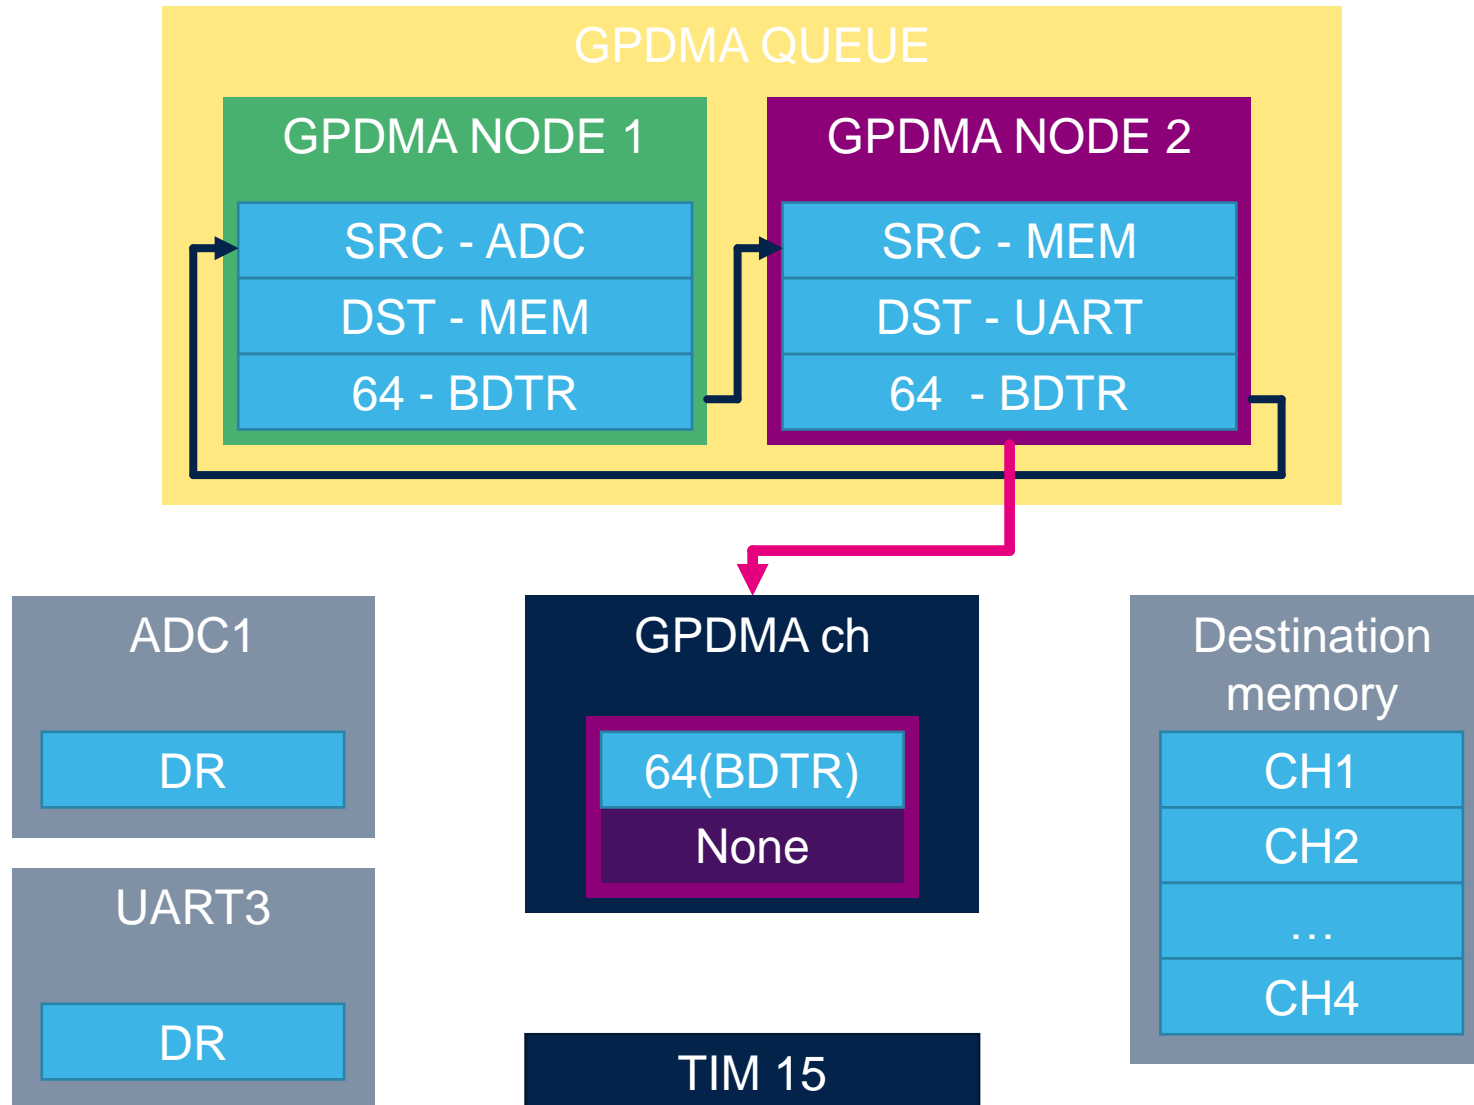 GPDMA QUEUE
GPDMA NODE 1
SRC - ADC
DST - MEM
64 - BDTR
GPDMA NODE 2
SRC - MEM
DST - UART
64  - BDTR
ADC1
DR
UART3
DR
GPDMA ch
64(BDTR)
None
TIM 15
Destination
memory
CH1
CH2
…
CH4